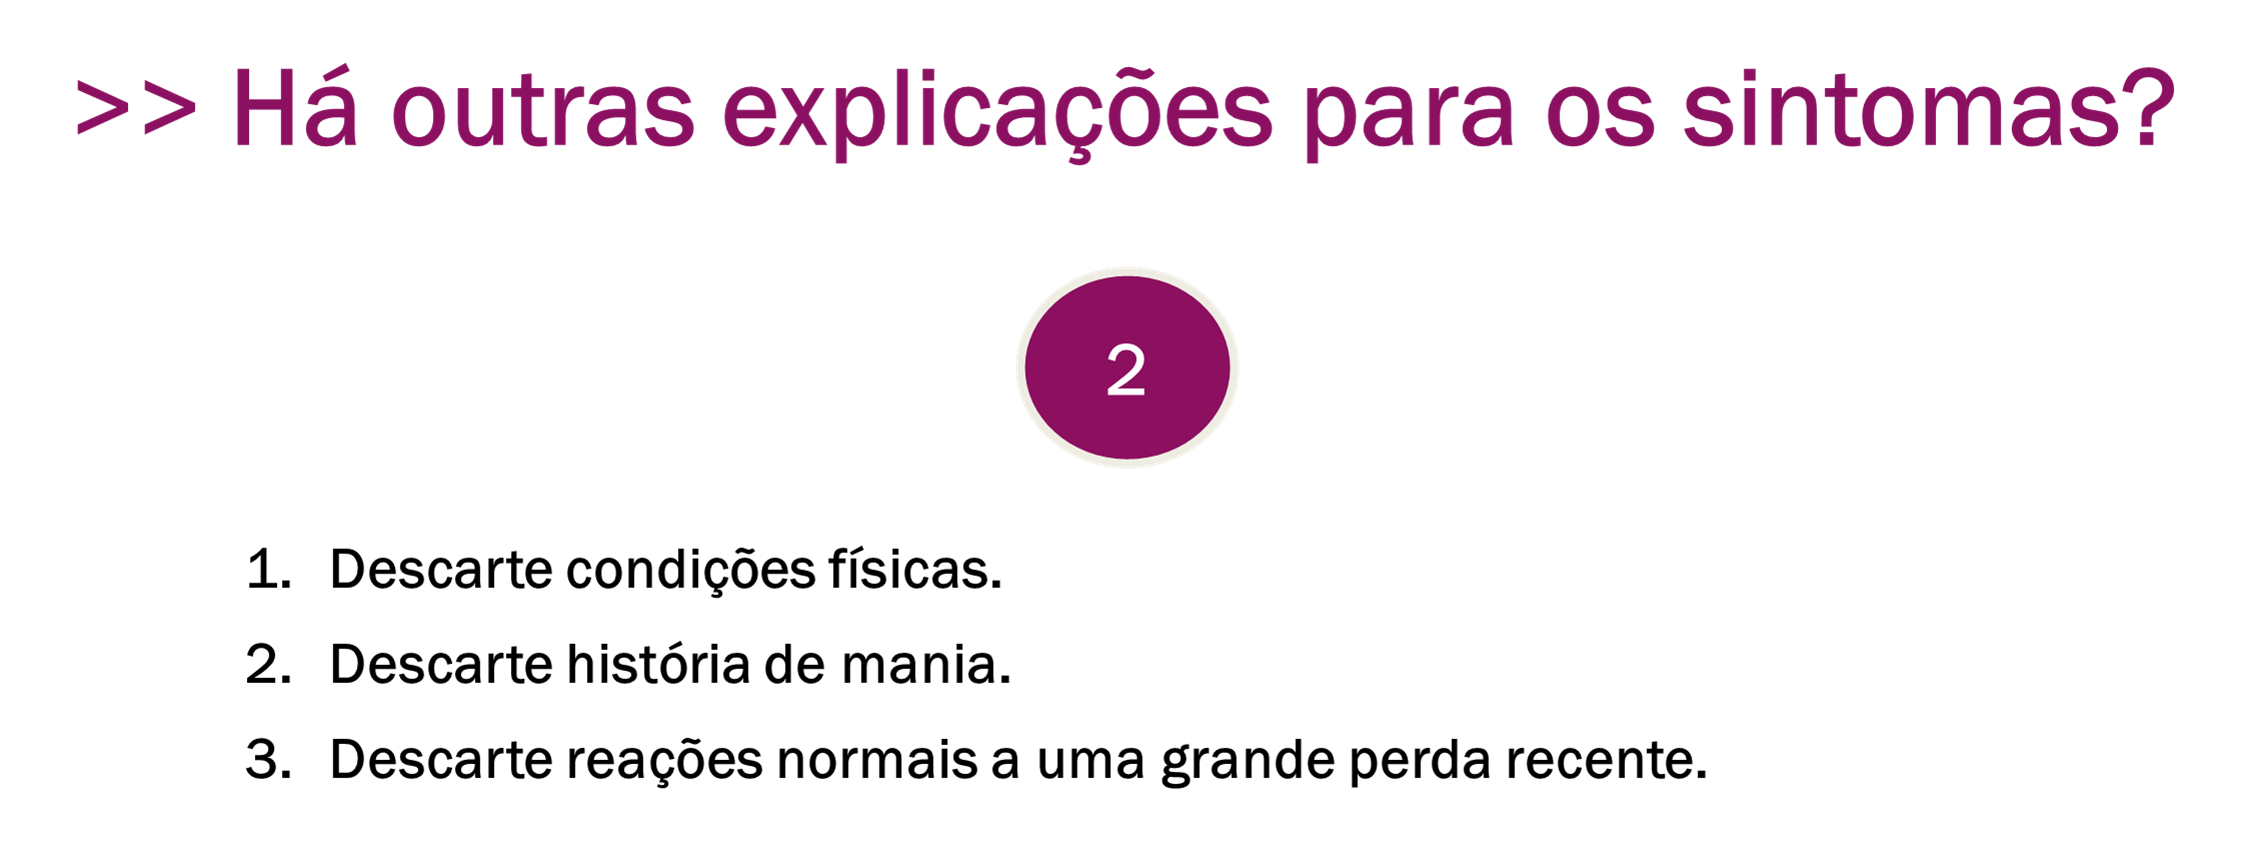 >> Há outras explicações para os sintomas?
2
1. Descarte condições físicas.
2. Descarte história de mania.
3. Descarte reações normais a uma grande perda recente.